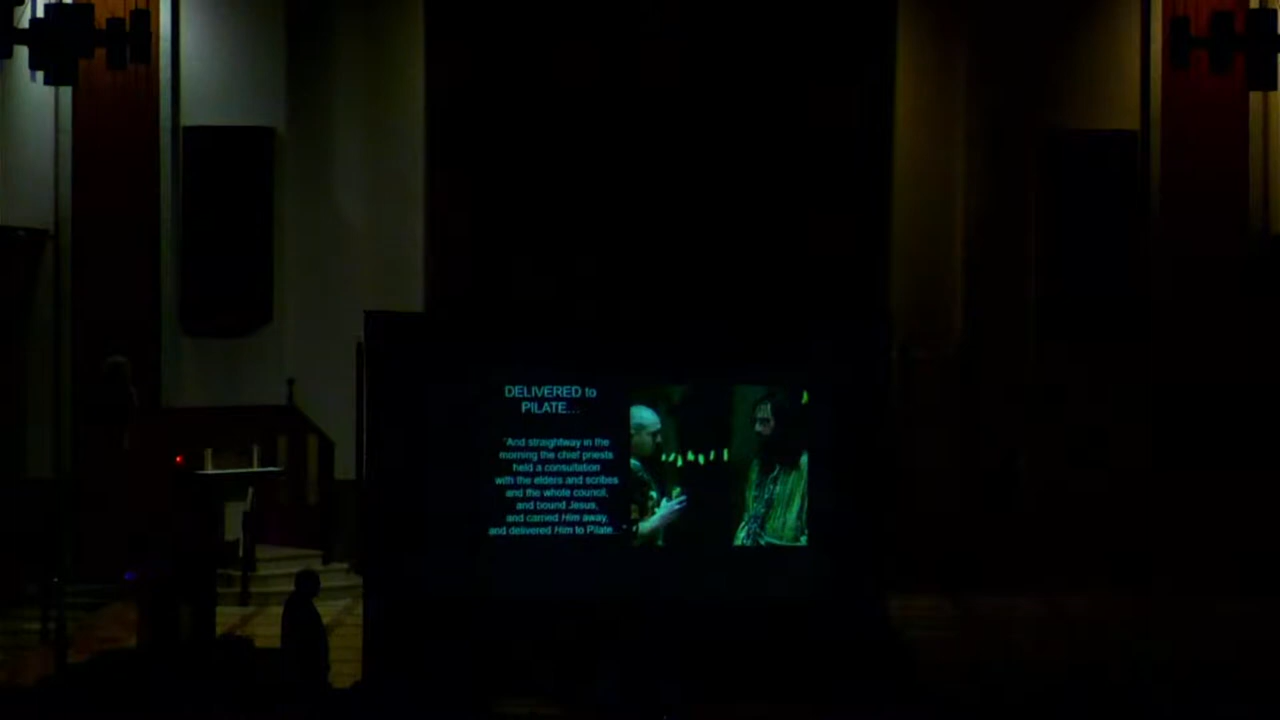 DELIVERED to
PILATE...
"And straightway in the
morning the chief priests
held a consultation
with the elders and scribes
and the whole council,
and bound Jesus,
and carried Him away,
and delivered Him to Pilate.